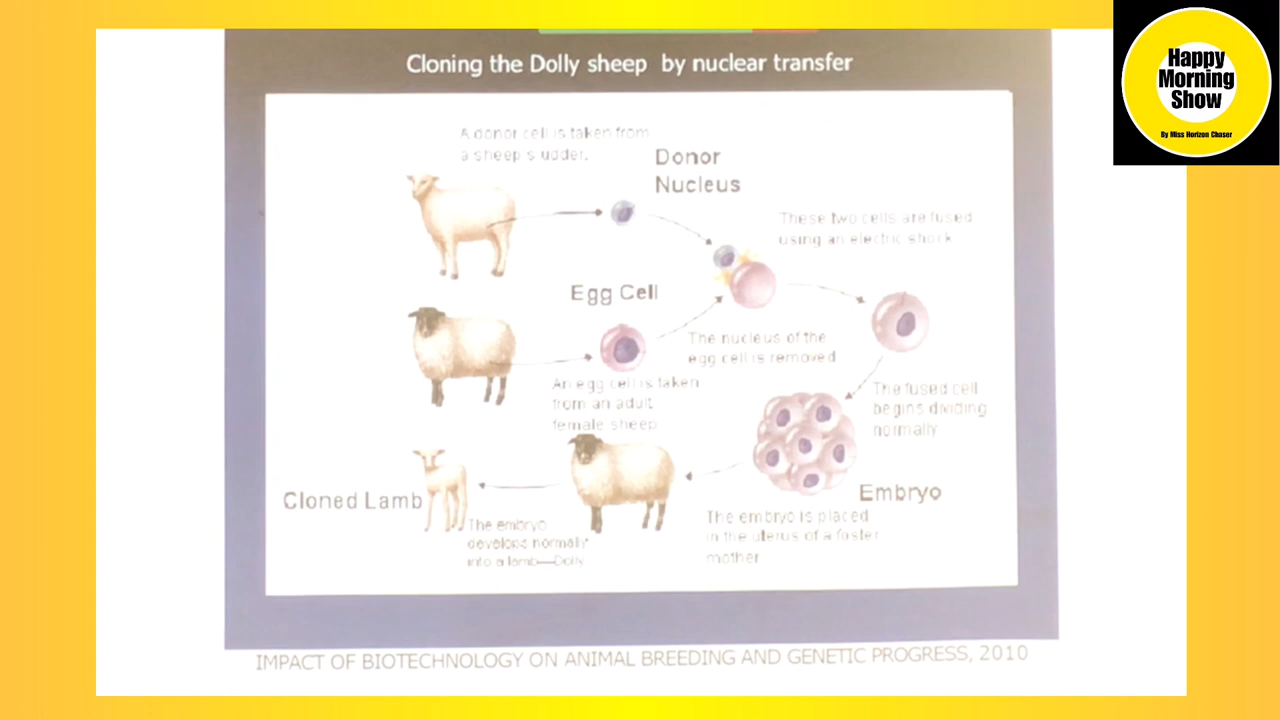 Cloning the Dolly sheep by nuclear transfer
A donor cell is taken from
a sheep s udder.
Donor
Nucleus
These two cells are fused
using an electric shock
Egg Cell
The nucleus of the
egg cell is removed
An egg cell is taken
from an adult
female sheep
The fused cell
begins dividing
normally
Embryo
The embryo is placed
in the uterus of a foster
mother
Cloned Lamb
The embryo
develops normally
into a lamb—Dolly
IMPACT OF BIOTECHNOLOGY ON ANIMAL BREEDING AND GENETIC PROGRESS, 2010
Happy
Morning
Show
By Miss Horizon Chaser